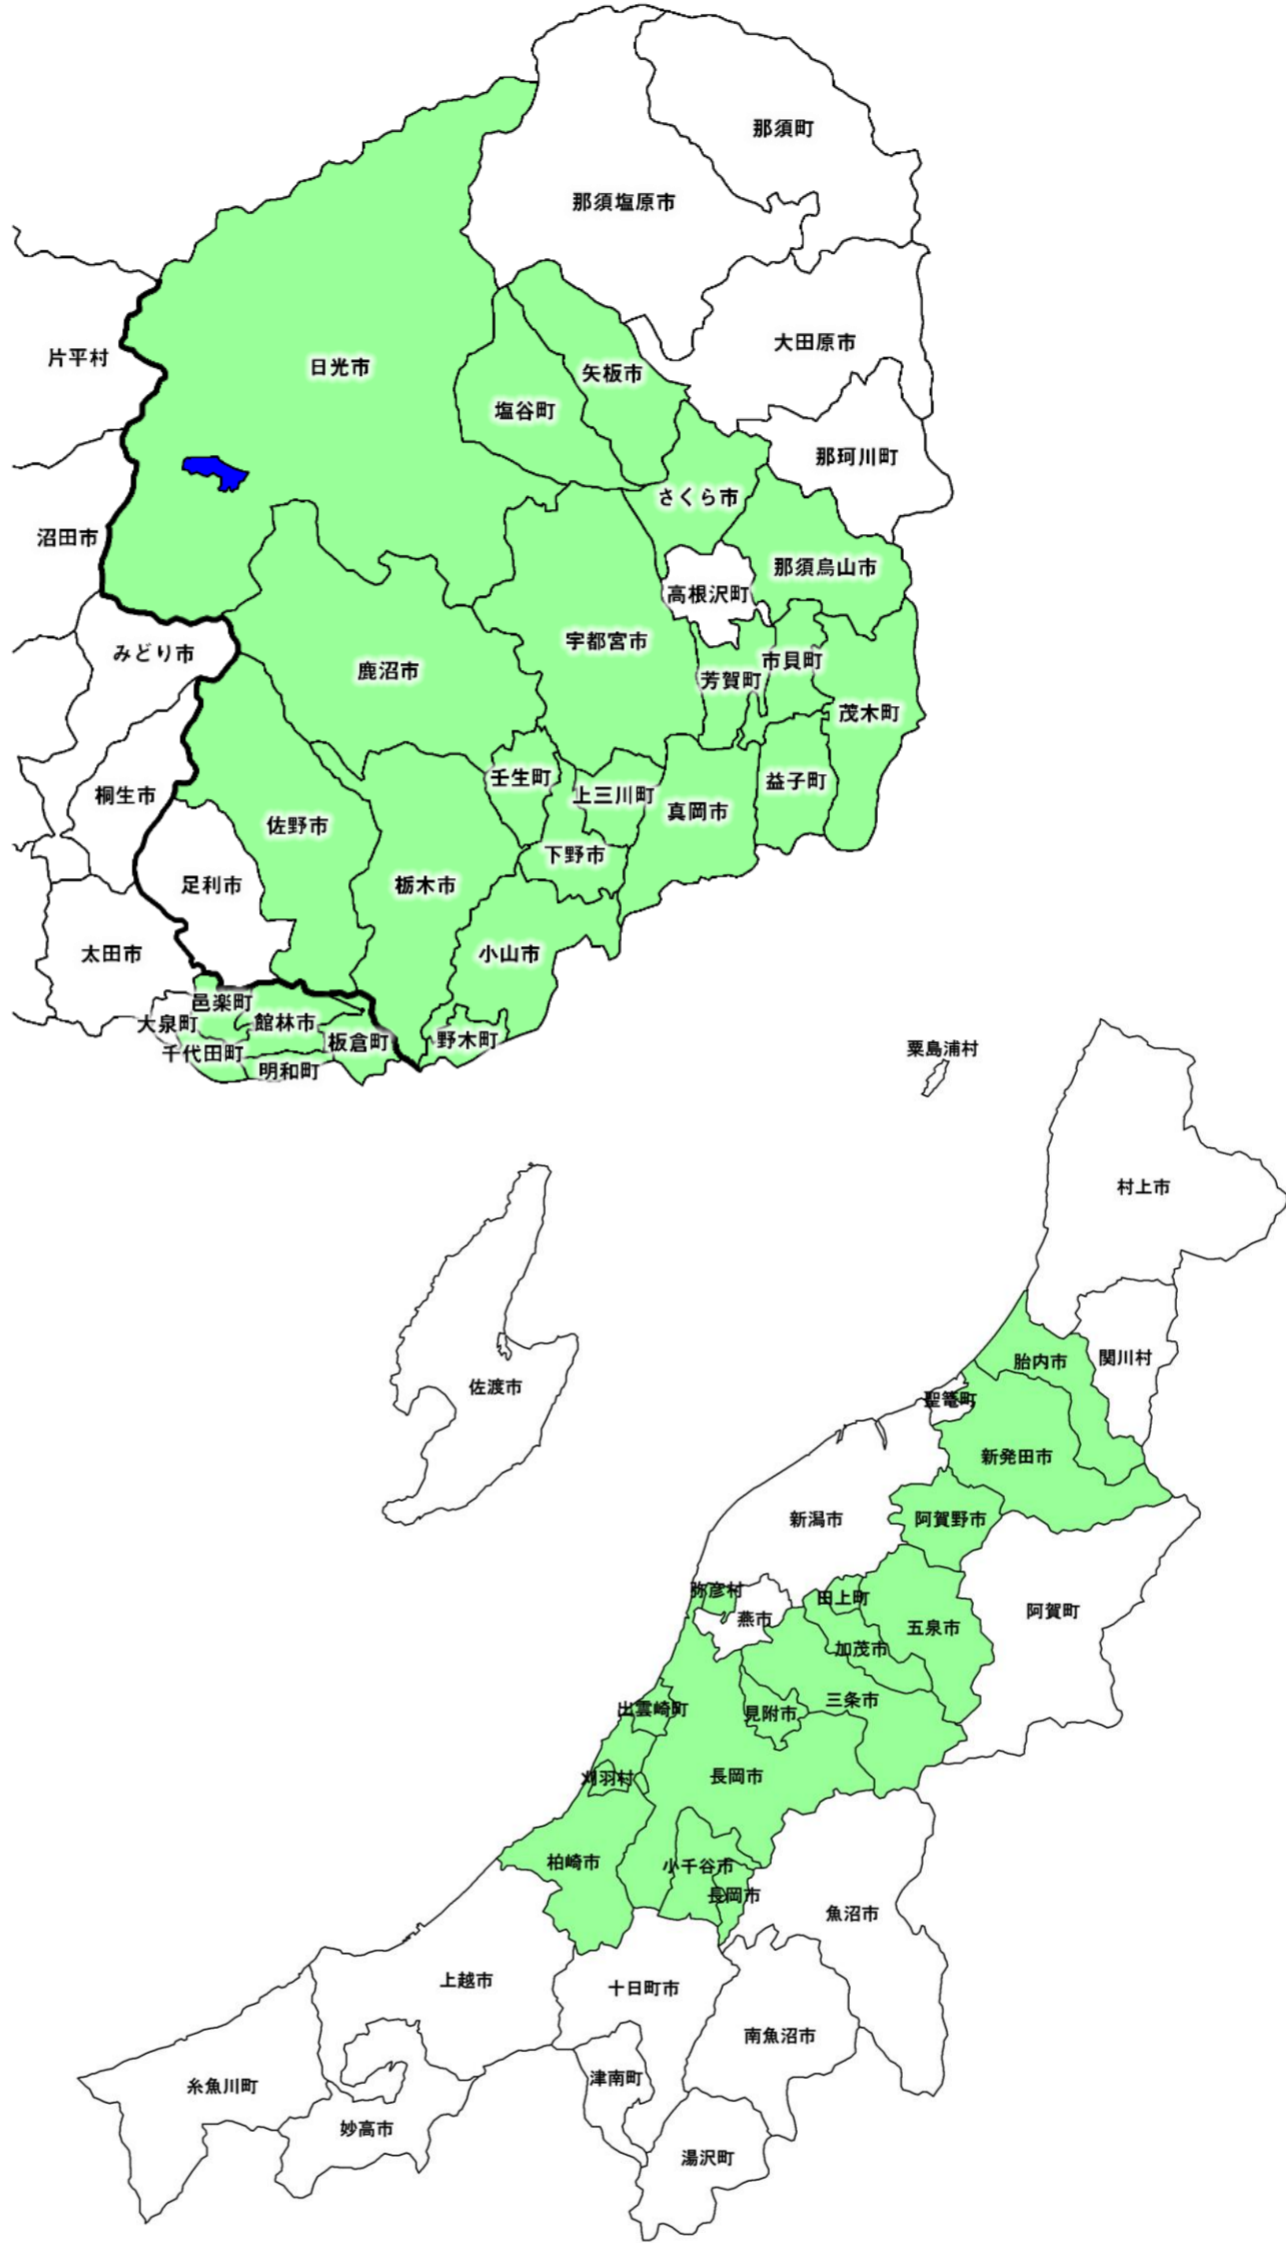 那須町
那須塩原市
大田原市
片平村
日光市
矢板市
塩谷町
那珂川町
さくら市
沼田市
那須烏山市
高根沢町
宇都宮市
みどり市
市貝町
鹿沼市
芳賀町
茂木町
壬生町
益子町
桐生市
上三川町
真岡市
佐野市
下野市
足利市
栃木市
太田市
小山市
邑楽町
大泉町
館林市
野木町
板倉町
千代田町
明和町
粟島浦村
村上市
関川村
胎内市
佐渡市
聖篭町
新発田市
新潟市
阿賀野市
弥彦村
田上町
阿賀町
燕市
五泉市
加茂市
三条市
出雲崎町
見附市
長岡市
刈羽村
柏崎市
小千谷市
長岡市
魚沼市
上越市
十日町市
南魚沼市
津南町
糸魚川町
妙高市
湯沢町